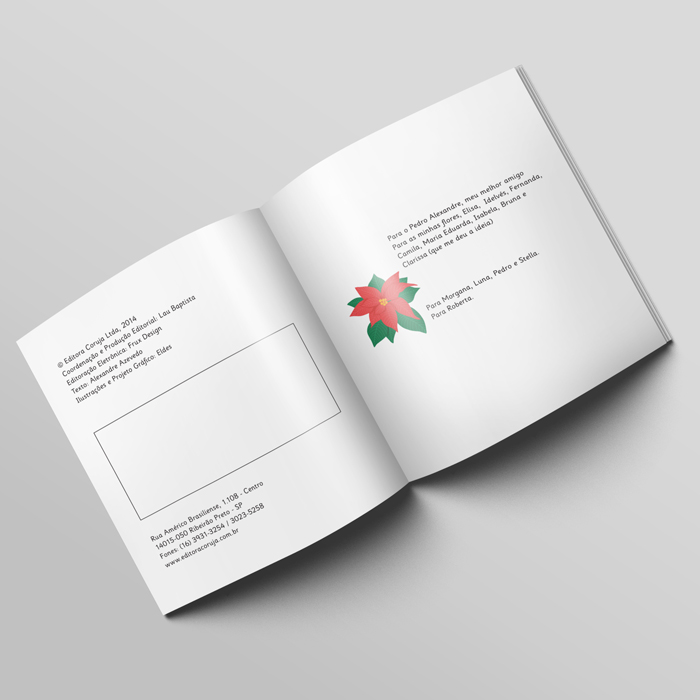 © Editora Coruja Ltda, 2014
Coordenação e Produção Editorial: Lau Baptista
Editoração Eletrônica: Frux Design
Texto: Alexandre Azevedo
Ilustrações e Projeto Gráfico: Eldes
Rua Américo Brasiliense, 1.108 - Centro
14015-050 Ribeirão Preto - SP
Fones: (16) 3931-3254 / 3023-5258
www.editoracoruja.com.br
Para o Pedro Alexandre, meu melhor amigo
Para as minhas flores, Elisa, Idelvés, Fernanda,
Camila, Maria Eduarda, Isabela, Bruna e
Clarissa (que me deu a ideia)
Para Morgana, Luna, Pedro e Stella.
Para Roberta.